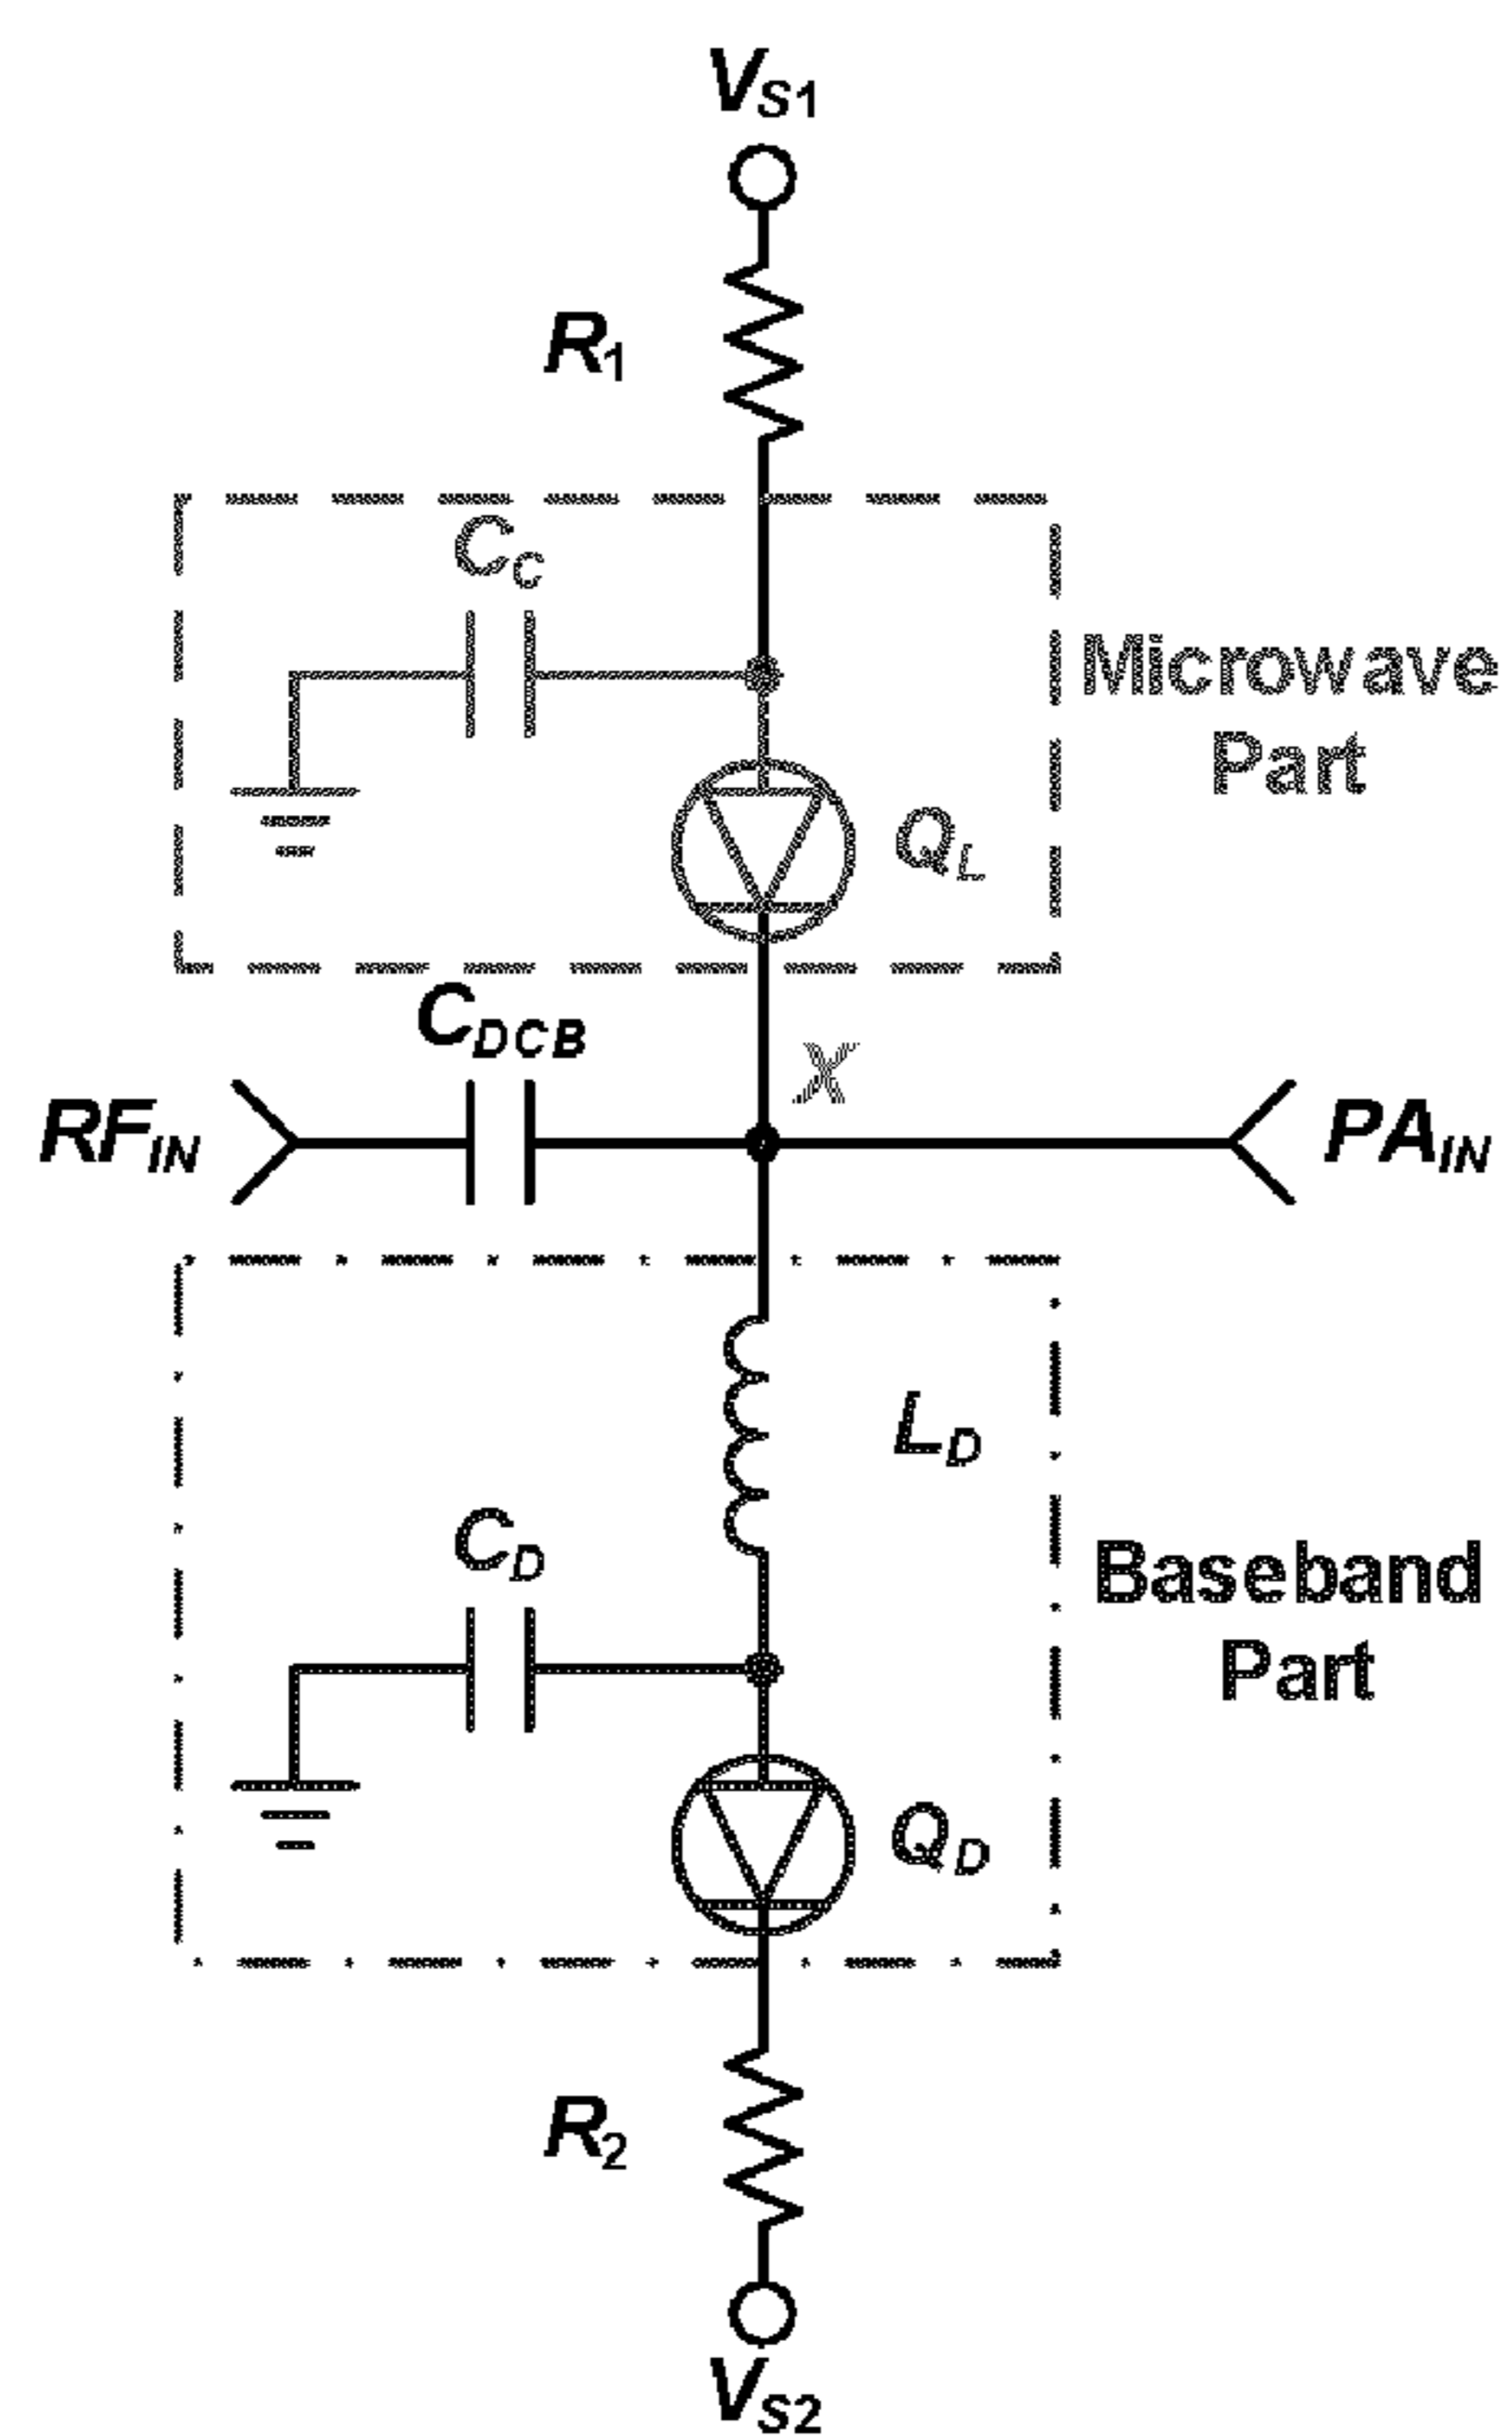 VS1
R1
CC
Microwave
Part
QL
CDCB
X
RFIN
PAIN
LD
CD
Baseband
Part
QD
R2
VS2